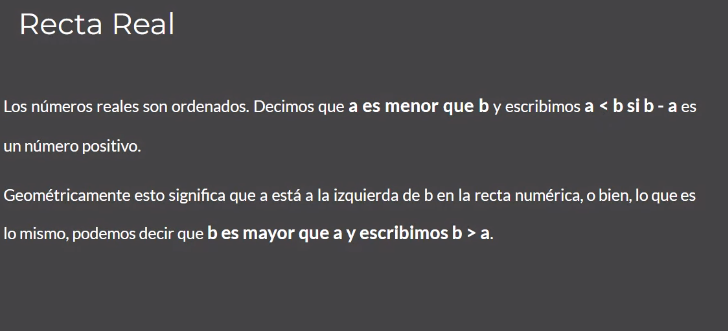 Recta Real
Los números reales son ordenados. Decimos que a es menor que b y escribimos a < b si b - a es
un número positivo.
Geométricamente esto significa que a está a la izquierda de b en la recta numérica, o bien, lo que es
lo mismo, podemos decir que b es mayor que a y escribimos b > a.